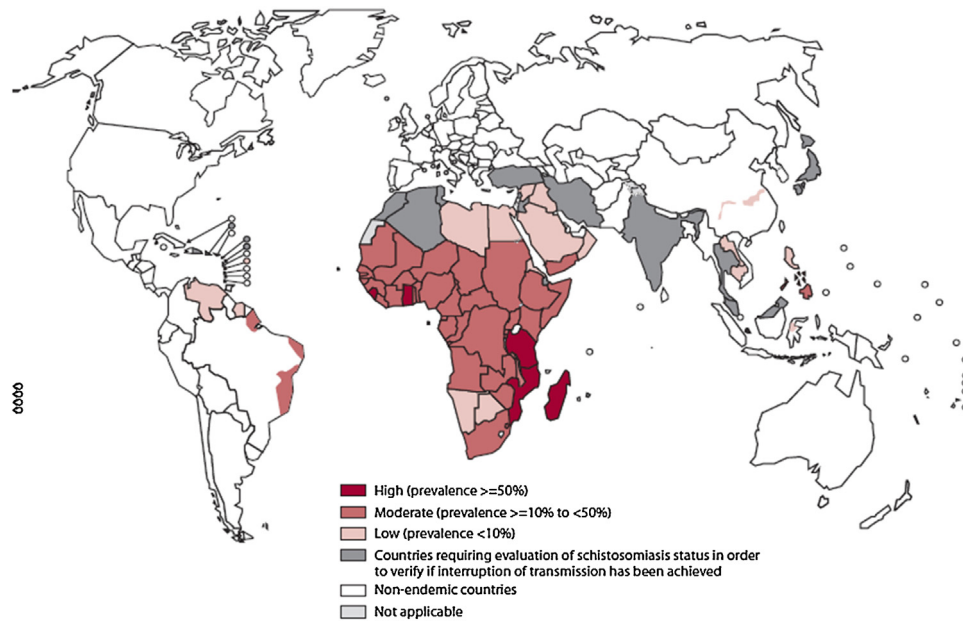 High (prevalence >=50%)
Moderate (prevalence >=10% to <50%)
Low (prevalence <10%)
Countries requiring evaluation of schistosomiasis status in order
to verify if interruption of transmission has been achieved
Non-endemic countries
Not applicable